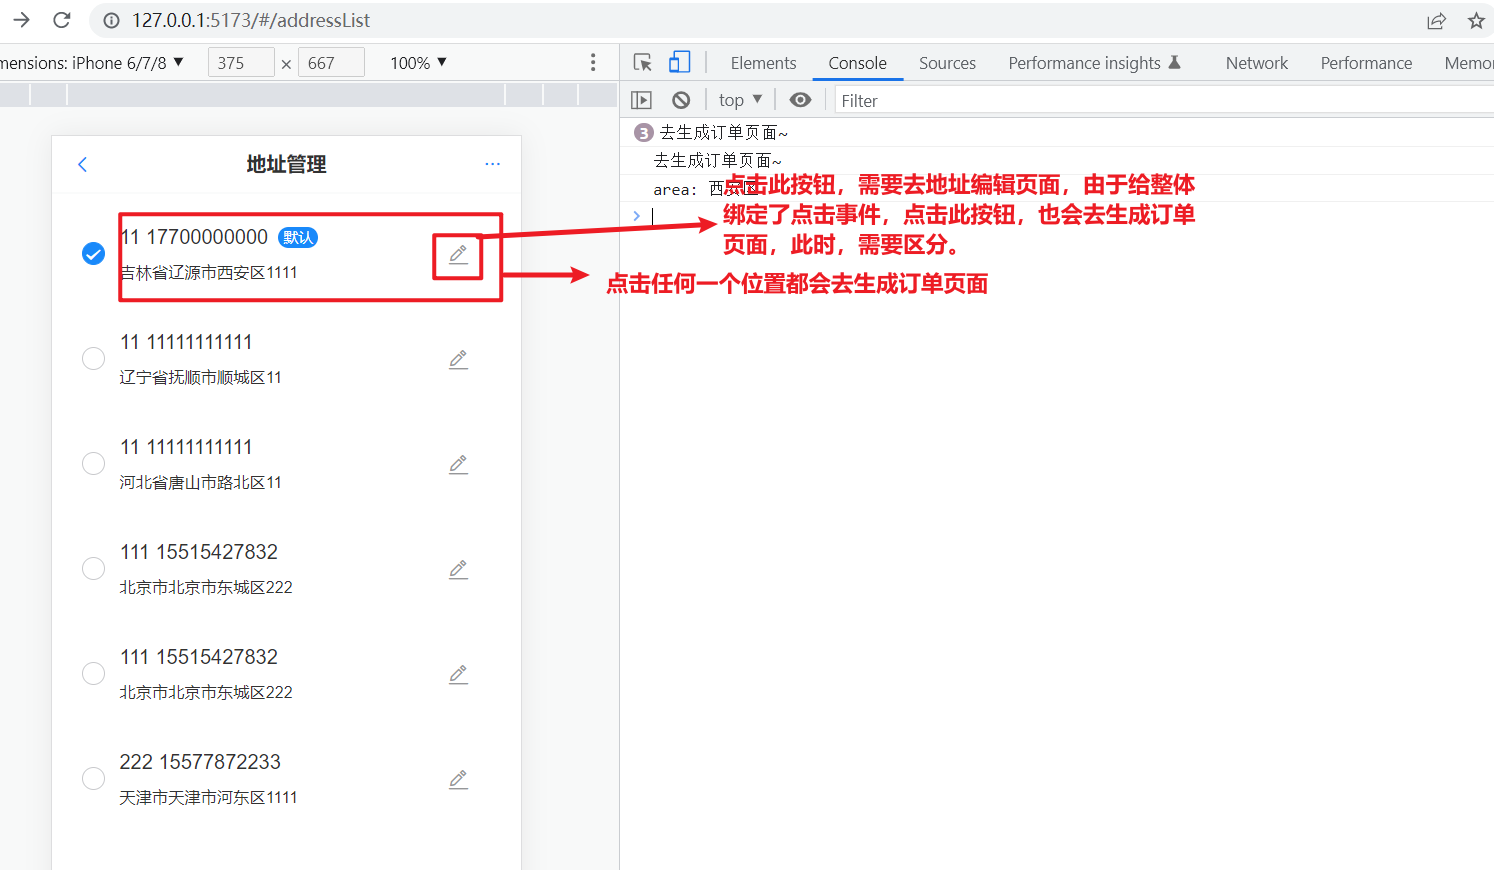 127.0.0.1:5173/#/addressList
mensions: iPhone 6/7/8 ▼ 375 × 667 100% ▼
Elements Console Sources Performance insights Network Performance Memor
top ▼ Filter
3 去生成订单页面~
去生成订单页面~
area: 西安区
地址管理
11 17700000000 默认
吉林省辽源市西安区1111
11 11111111111
辽宁省抚顺市顺城区11
11 11111111111
河北省唐山市路北区11
111 15515427832
北京市北京市东城区222
111 15515427832
北京市北京市东城区222
222 15577872233
天津市天津市河东区1111
点击此按钮，需要去地址编辑页面，由于给整体
绑定了点击事件，点击此按钮，也会去生成订单
页面，此时，需要区分。
点击任何一个位置都会去生成订单页面